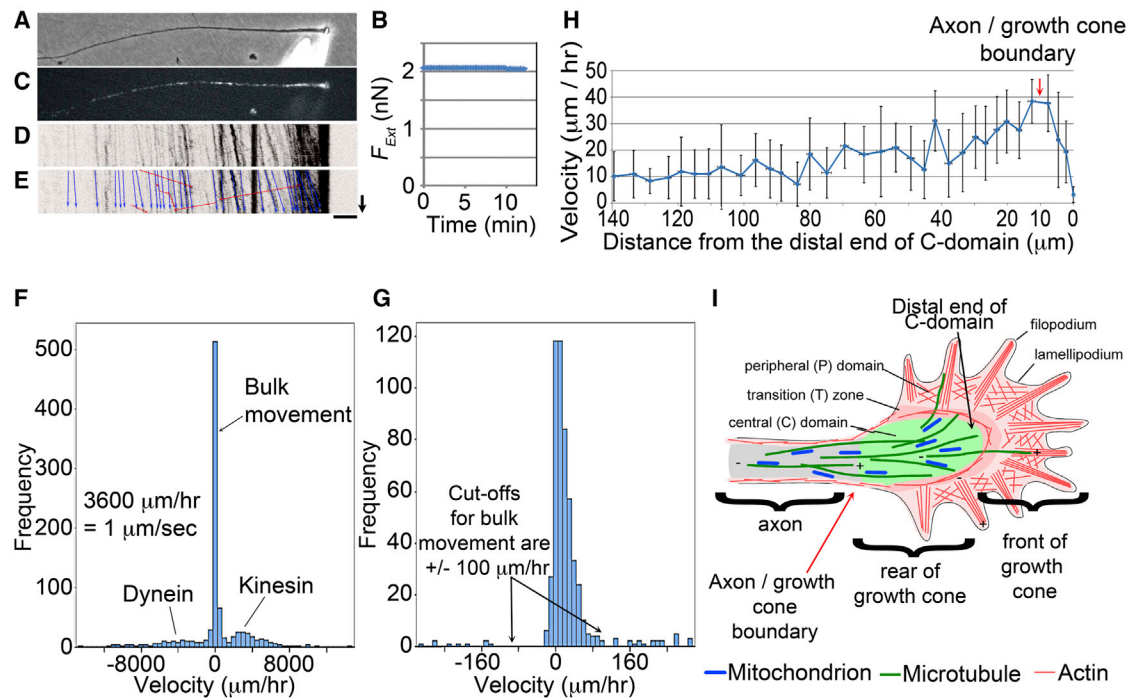 A
B
C
D
E
F_Ext (nN)
2
1
0
0 5 10
Time (min)
H
Axon / growth cone
boundary
Velocity (μm / hr)
50
40
30
20
10
0
140 120 100 80 60 40 20 10 0
Distance from the distal end of C-domain (μm)
F
Frequency
500
400
300
200
100
0
Bulk
movement
3600 μm/hr
= 1 μm/sec
Dynein
Kinesin
-8000 0 8000
Velocity (μm/hr)
G
Frequency
120
100
80
60
40
20
0
Cut-offs
for bulk
movement are
+/- 100 μm/hr
-160 0 160
Velocity (μm/hr)
I
Distal end of
C-domain
filopodium
lamellipodium
peripheral (P) domain
transition (T) zone
central (C) domain
- + - + - +
axon
rear of
growth cone
front of
growth
cone
Axon / growth
cone
boundary
Mitochondrion
Microtubule
Actin